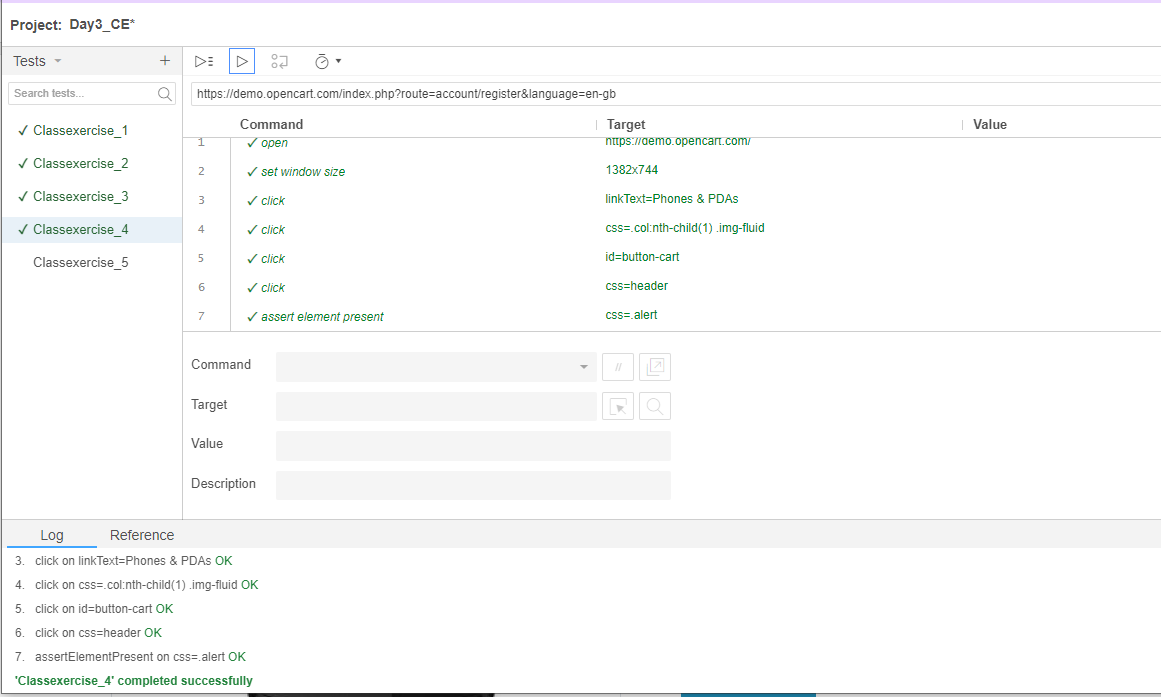 Project: Day3_CE*
Tests +
Search tests...
https://demo.opencart.com/index.php?route=account/register&language=en-gb
Classexercise_1
Classexercise_2
Classexercise_3
Classexercise_4
Classexercise_5
Command Target Value
1 ✓ open https://demo.opencart.com/
2 ✓ set window size 1382x744
3 ✓ click linkText=Phones & PDAs
4 ✓ click css=.col:nth-child(1) .img-fluid
5 ✓ click id=button-cart
6 ✓ click css=header
7 ✓ assert element present css=.alert
Command //
Target
Value
Description
Log Reference
3. click on linkText=Phones & PDAs OK
4. click on css=.col:nth-child(1) .img-fluid OK
5. click on id=button-cart OK
6. click on css=header OK
7. assertElementPresent on css=.alert OK
'Classexercise_4' completed successfully